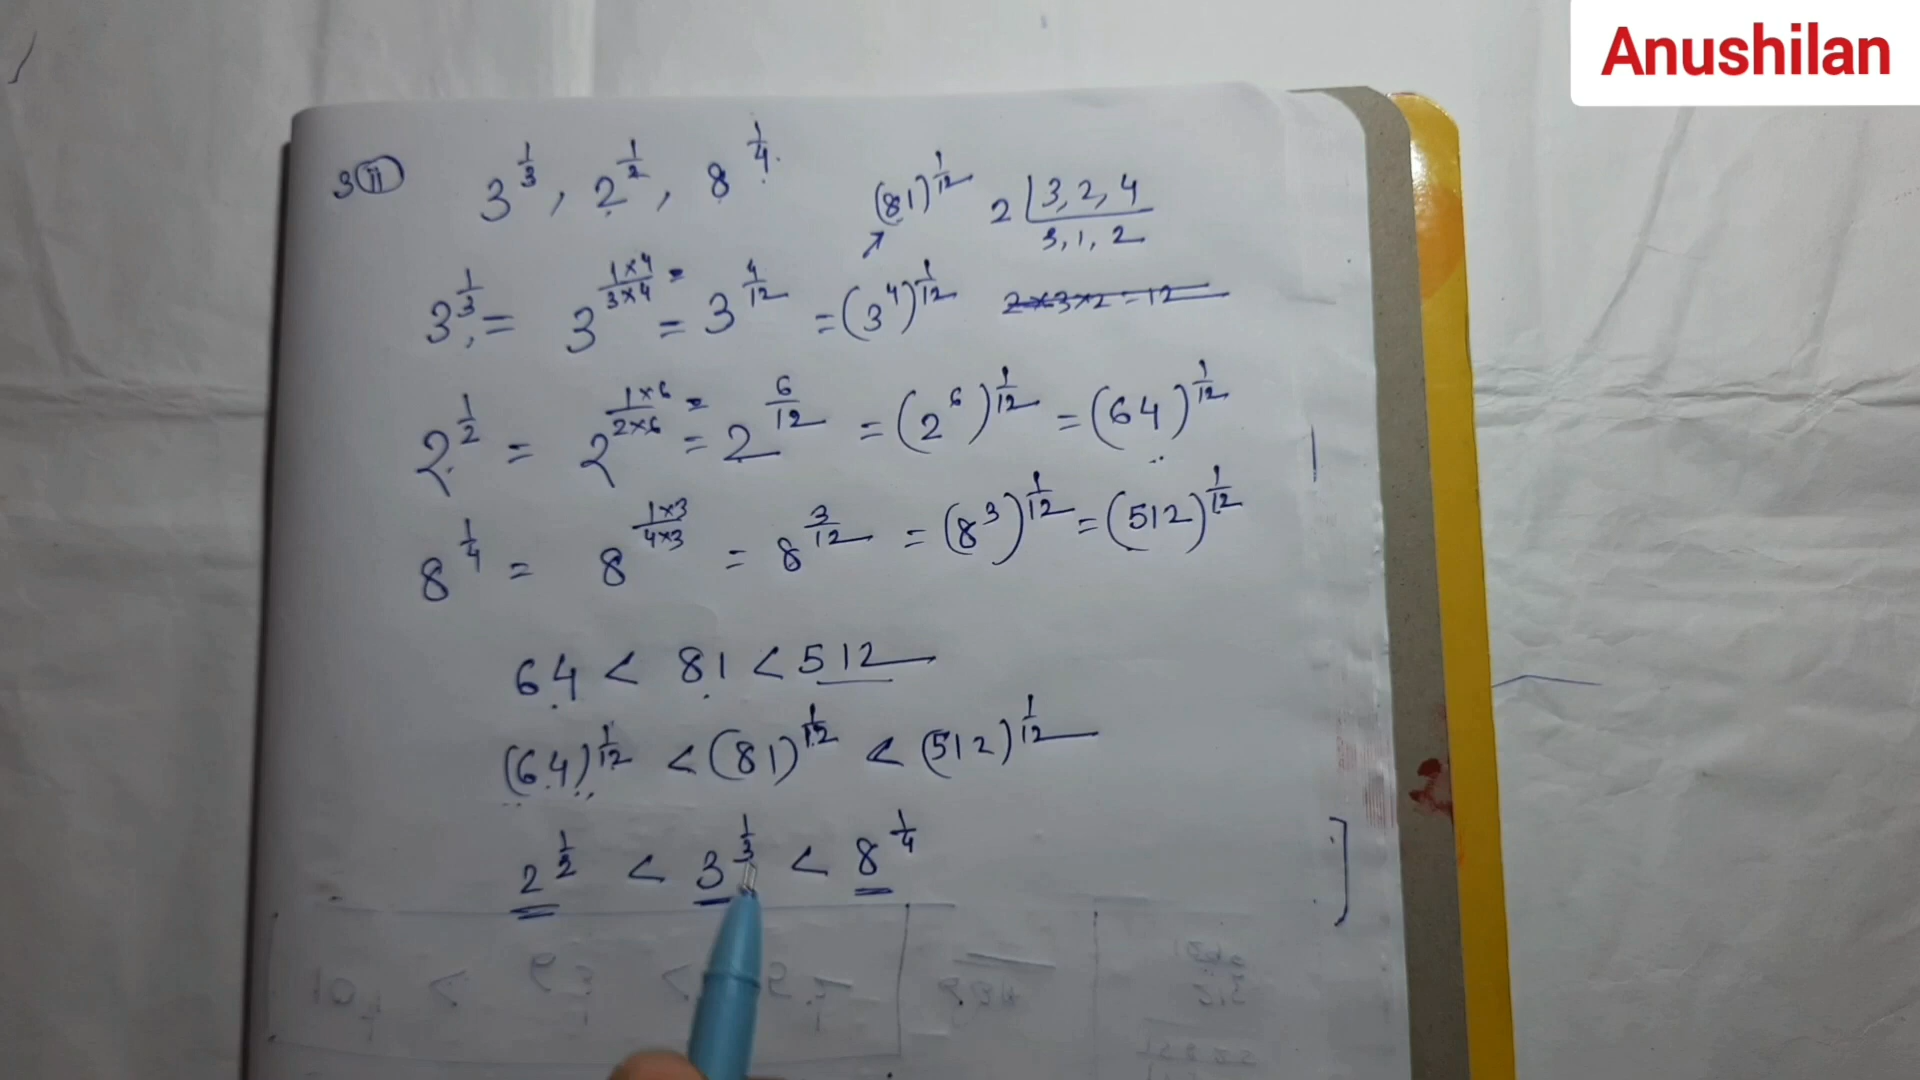 Anushilan
3 (ii) 3^(1/3), 2^(1/2), 8^(1/4).
(81)^(1/12) 2 | 3, 2, 4
3, 1, 2
3^(1/3) = 3^((1×4)/(3×4)) = = 3^(4/12) = (3^4)^(1/12) 2×3×2=12
2^(1/2) = 2^((1×6)/(2×6)) = = 2^(6/12) = (2^6)^(1/12) = (64)^(1/12)
8^(1/4) = 8^((1×3)/(4×3)) = 8^(3/12) = (8^3)^(1/12) = (512)^(1/12)
64 < 81 < 512
(64)^(1/12) < (81)^(1/12) < (512)^(1/12)
2^(1/2) < 3^(1/3) < 8^(1/4)